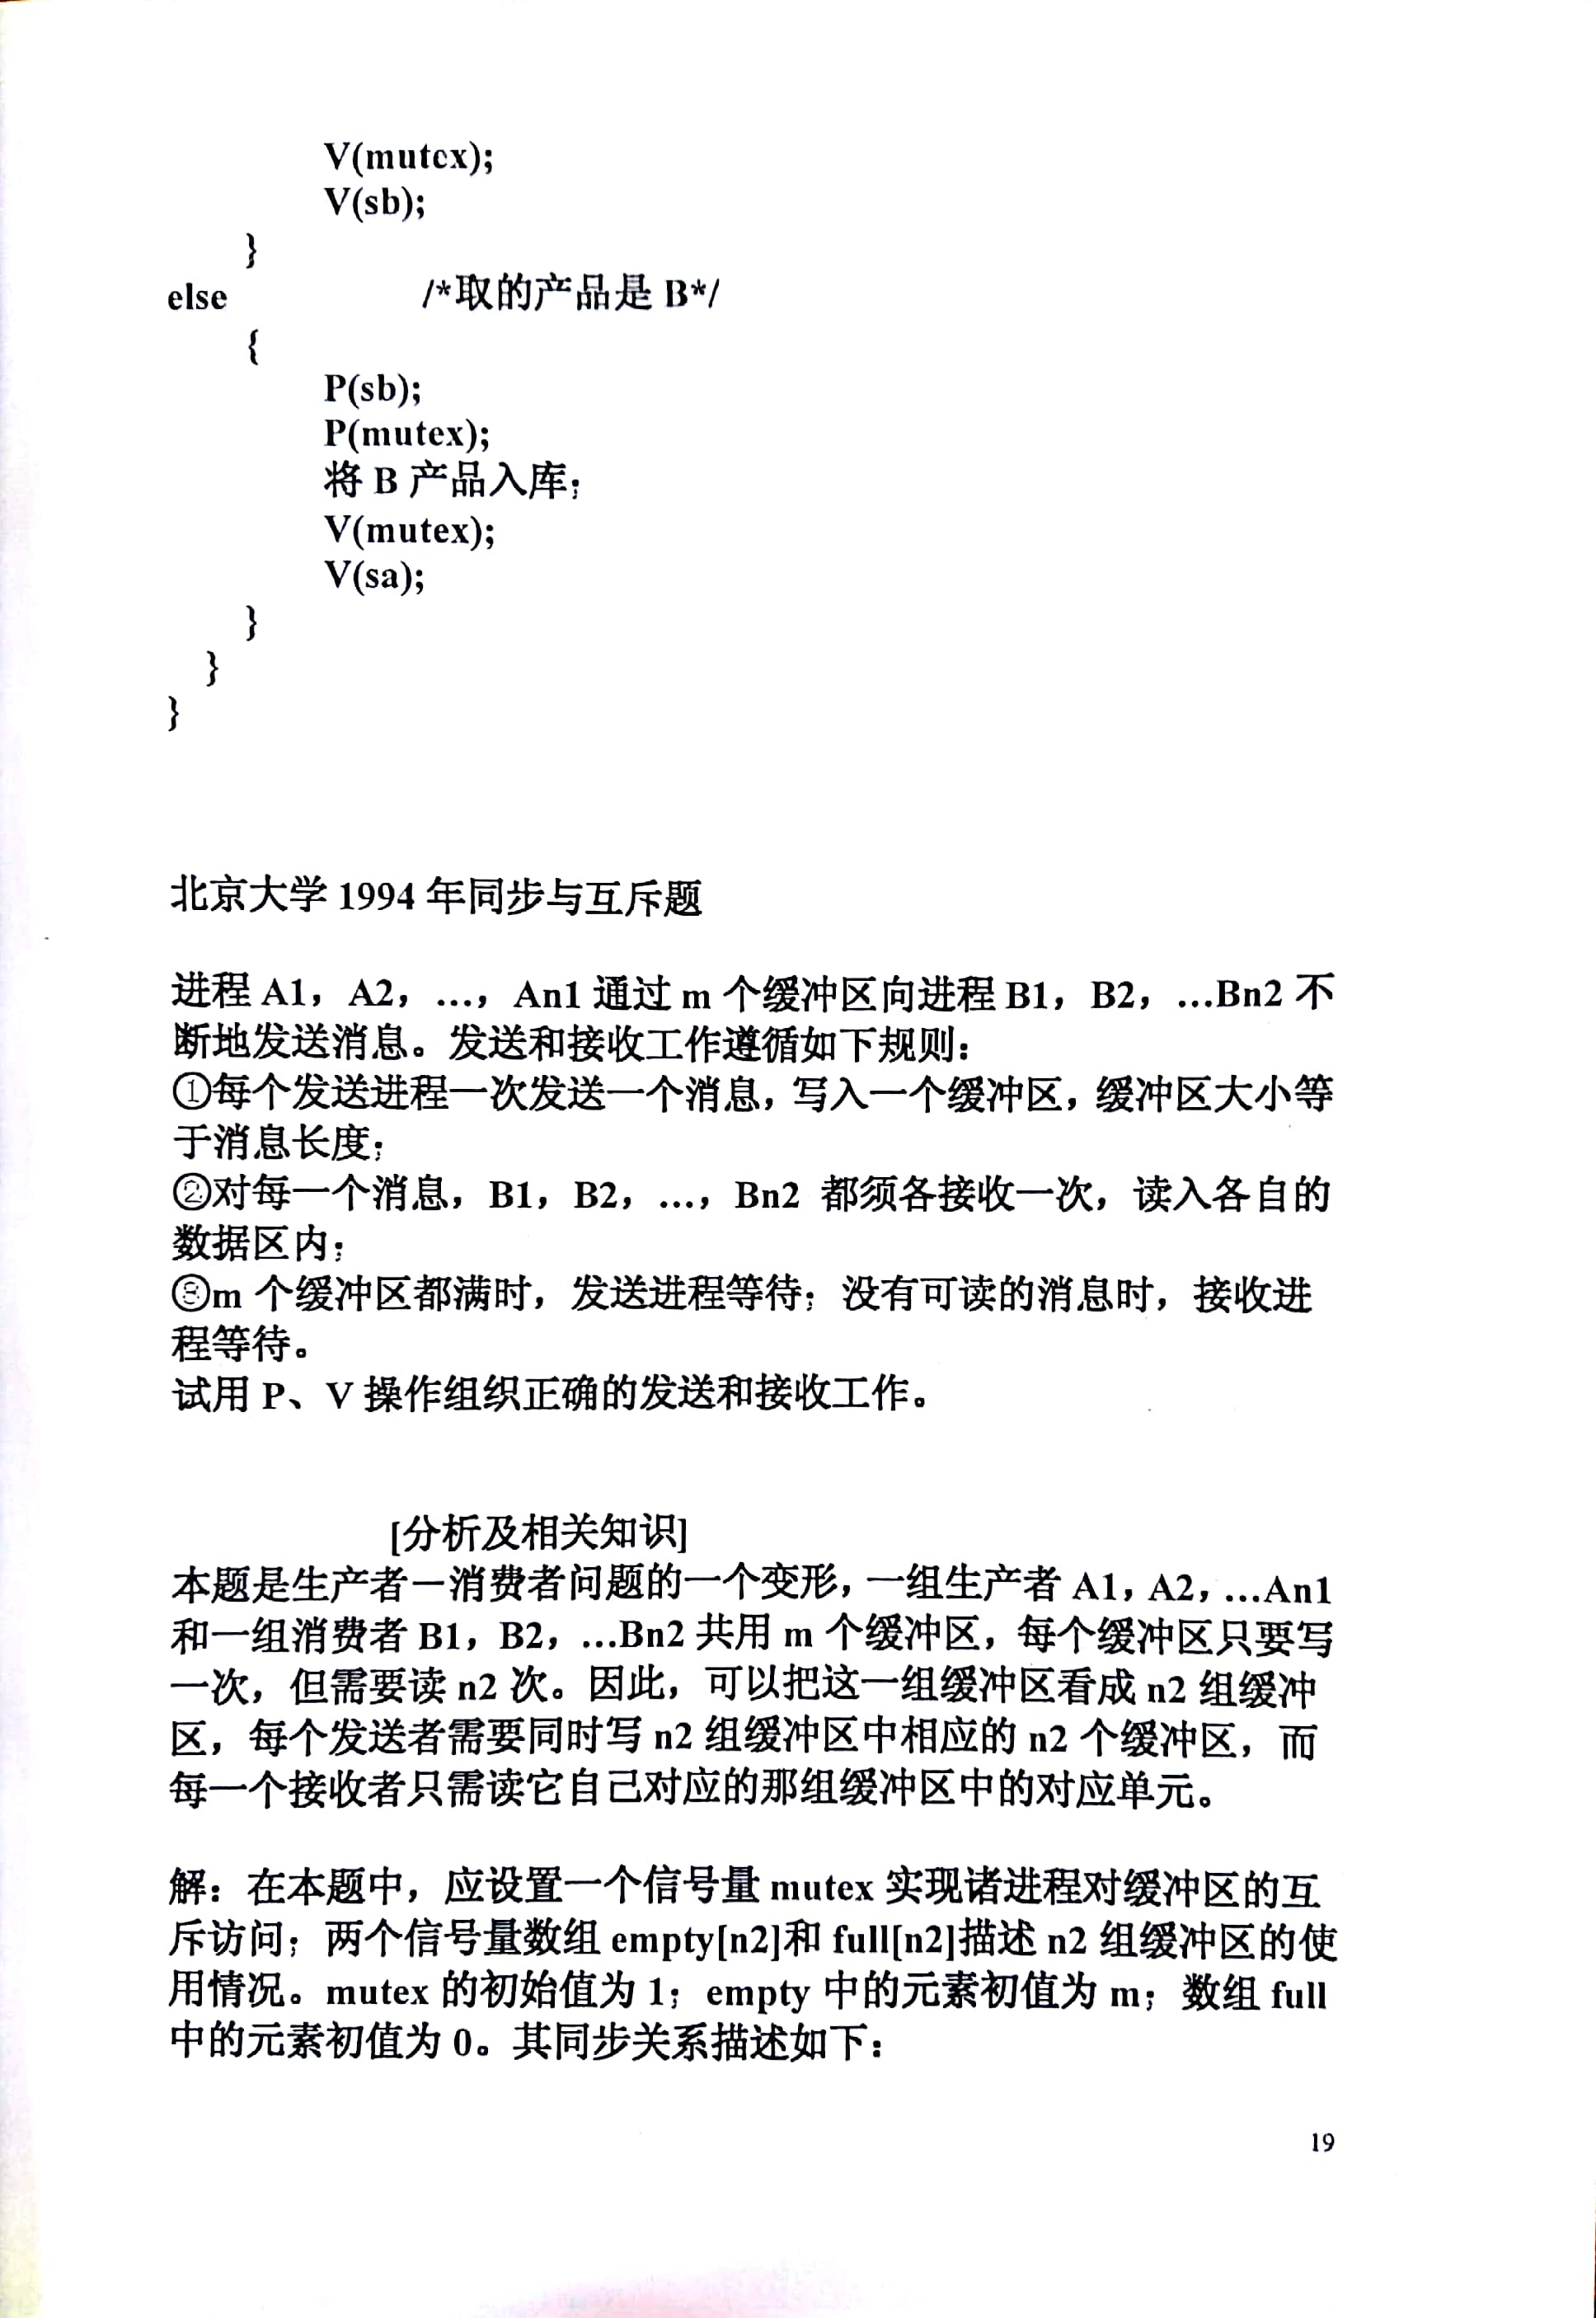 V(mutex);
V(sb);
}
else /*取的产品是 B*/
{
P(sb);
P(mutex);
将 B 产品入库；
V(mutex);
V(sa);
}
}
}
北京大学 1994 年同步与互斥题
进程 A1，A2，…，An1 通过 m 个缓冲区向进程 B1，B2，…Bn2 不
断地发送消息。发送和接收工作遵循如下规则：
①每个发送进程一次发送一个消息，写入一个缓冲区，缓冲区大小等
于消息长度；
②对每一个消息，B1，B2，…，Bn2 都须各接收一次，读入各自的
数据区内；
③m 个缓冲区都满时，发送进程等待；没有可读的消息时，接收进
程等待。
试用 P、V 操作组织正确的发送和接收工作。
[分析及相关知识]
本题是生产者－消费者问题的一个变形，一组生产者 A1，A2，…An1
和一组消费者 B1，B2，…Bn2 共用 m 个缓冲区，每个缓冲区只要写
一次，但需要读 n2 次。因此，可以把这一组缓冲区看成 n2 组缓冲
区，每个发送者需要同时写 n2 组缓冲区中相应的 n2 个缓冲区，而
每一个接收者只需读它自己对应的那组缓冲区中的对应单元。
解：在本题中，应设置一个信号量 mutex 实现诸进程对缓冲区的互
斥访问；两个信号量数组 empty[n2]和 full[n2]描述 n2 组缓冲区的使
用情况。mutex 的初始值为 1；empty 中的元素初值为 m；数组 full
中的元素初值为 0。其同步关系描述如下：
19